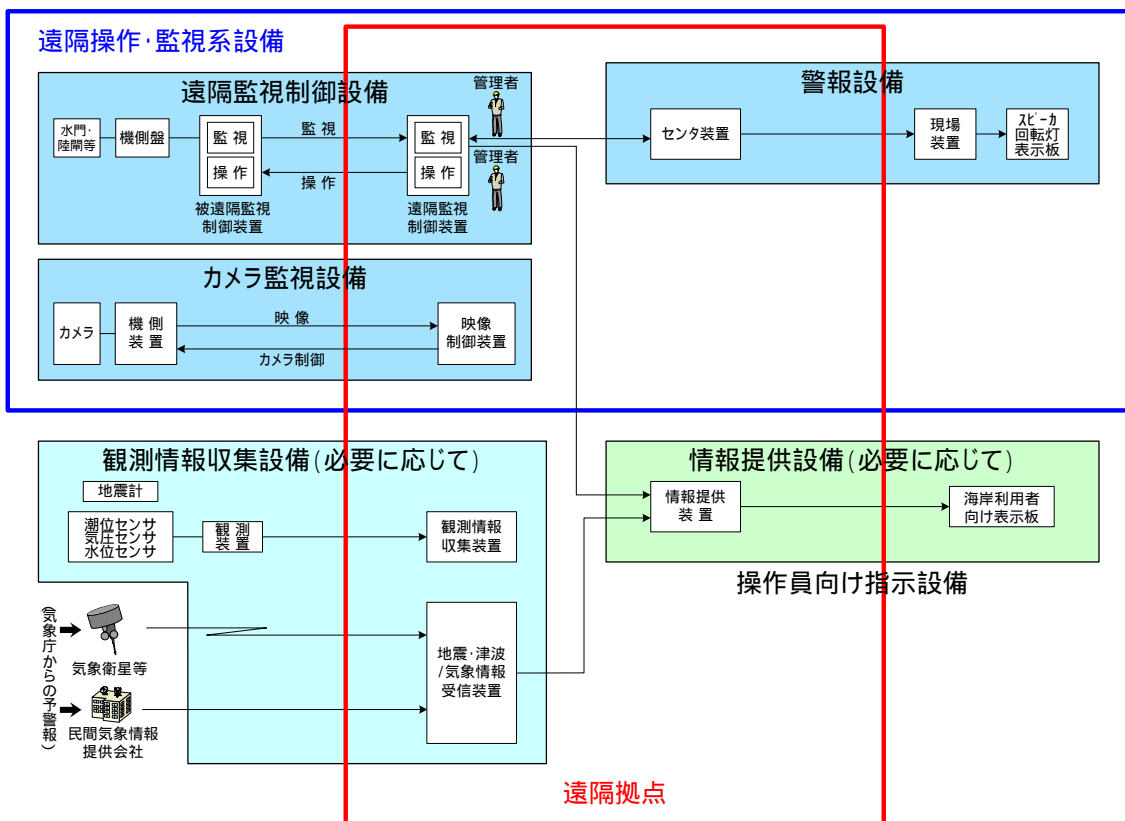 遠隔操作・監視系設備
遠隔監視制御設備
管理者
水門・
陸閘等
機側盤
監 視
操 作
監 視
操 作
監 視
操 作
管理者
被遠隔監視
制御装置
遠隔監視
制御装置
警報設備
センタ装置
現場
装置
ｽﾋﾟｰｶ
回転灯
表示板
カメラ監視設備
カメラ
機 側
装 置
映 像
カメラ制御
映像
制御装置
観測情報収集設備(必要に応じて)
地震計
潮位センサ
気圧センサ
水位センサ
観 測
装 置
観測情報
収集装置
(気象庁からの予警報)
気象衛星等
民間気象情報
提供会社
地震・津波
/気象情報
受信装置
情報提供設備(必要に応じて)
情報提供
装 置
海岸利用者
向け表示板
操作員向け指示設備
遠隔拠点